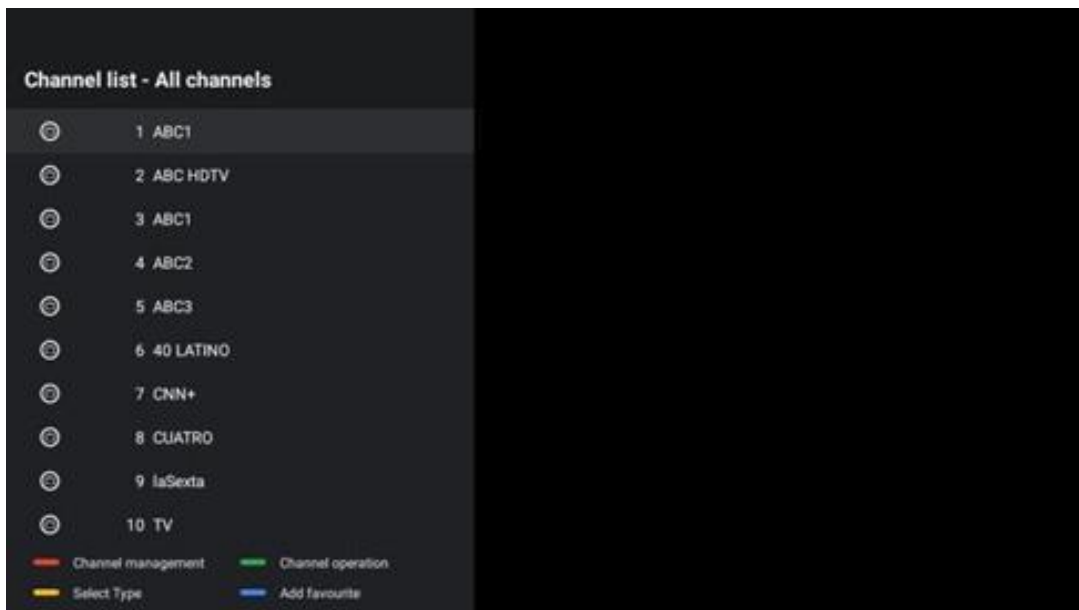 Channel list - All channels
1 ABC1
2 ABC HDTV
3 ABC1
4 ABC2
5 ABC3
6 40 LATINO
7 CNN+
8 CUATRO
9 laSexta
10 TV
Channel management Channel operation
Select Type Add favourite